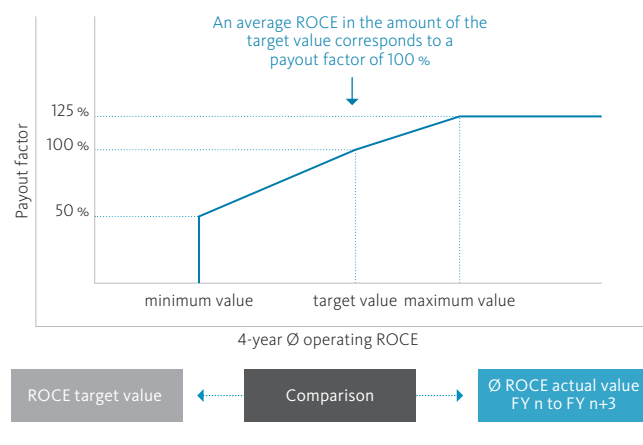 An average ROCE in the amount of the
target value corresponds to a
payout factor of 100 %
125 %
100 %
50 %
Payout factor
minimum value
target value
maximum value
4-year Ø operating ROCE
ROCE target value
Comparison
Ø ROCE actual value
FY n to FY n+3